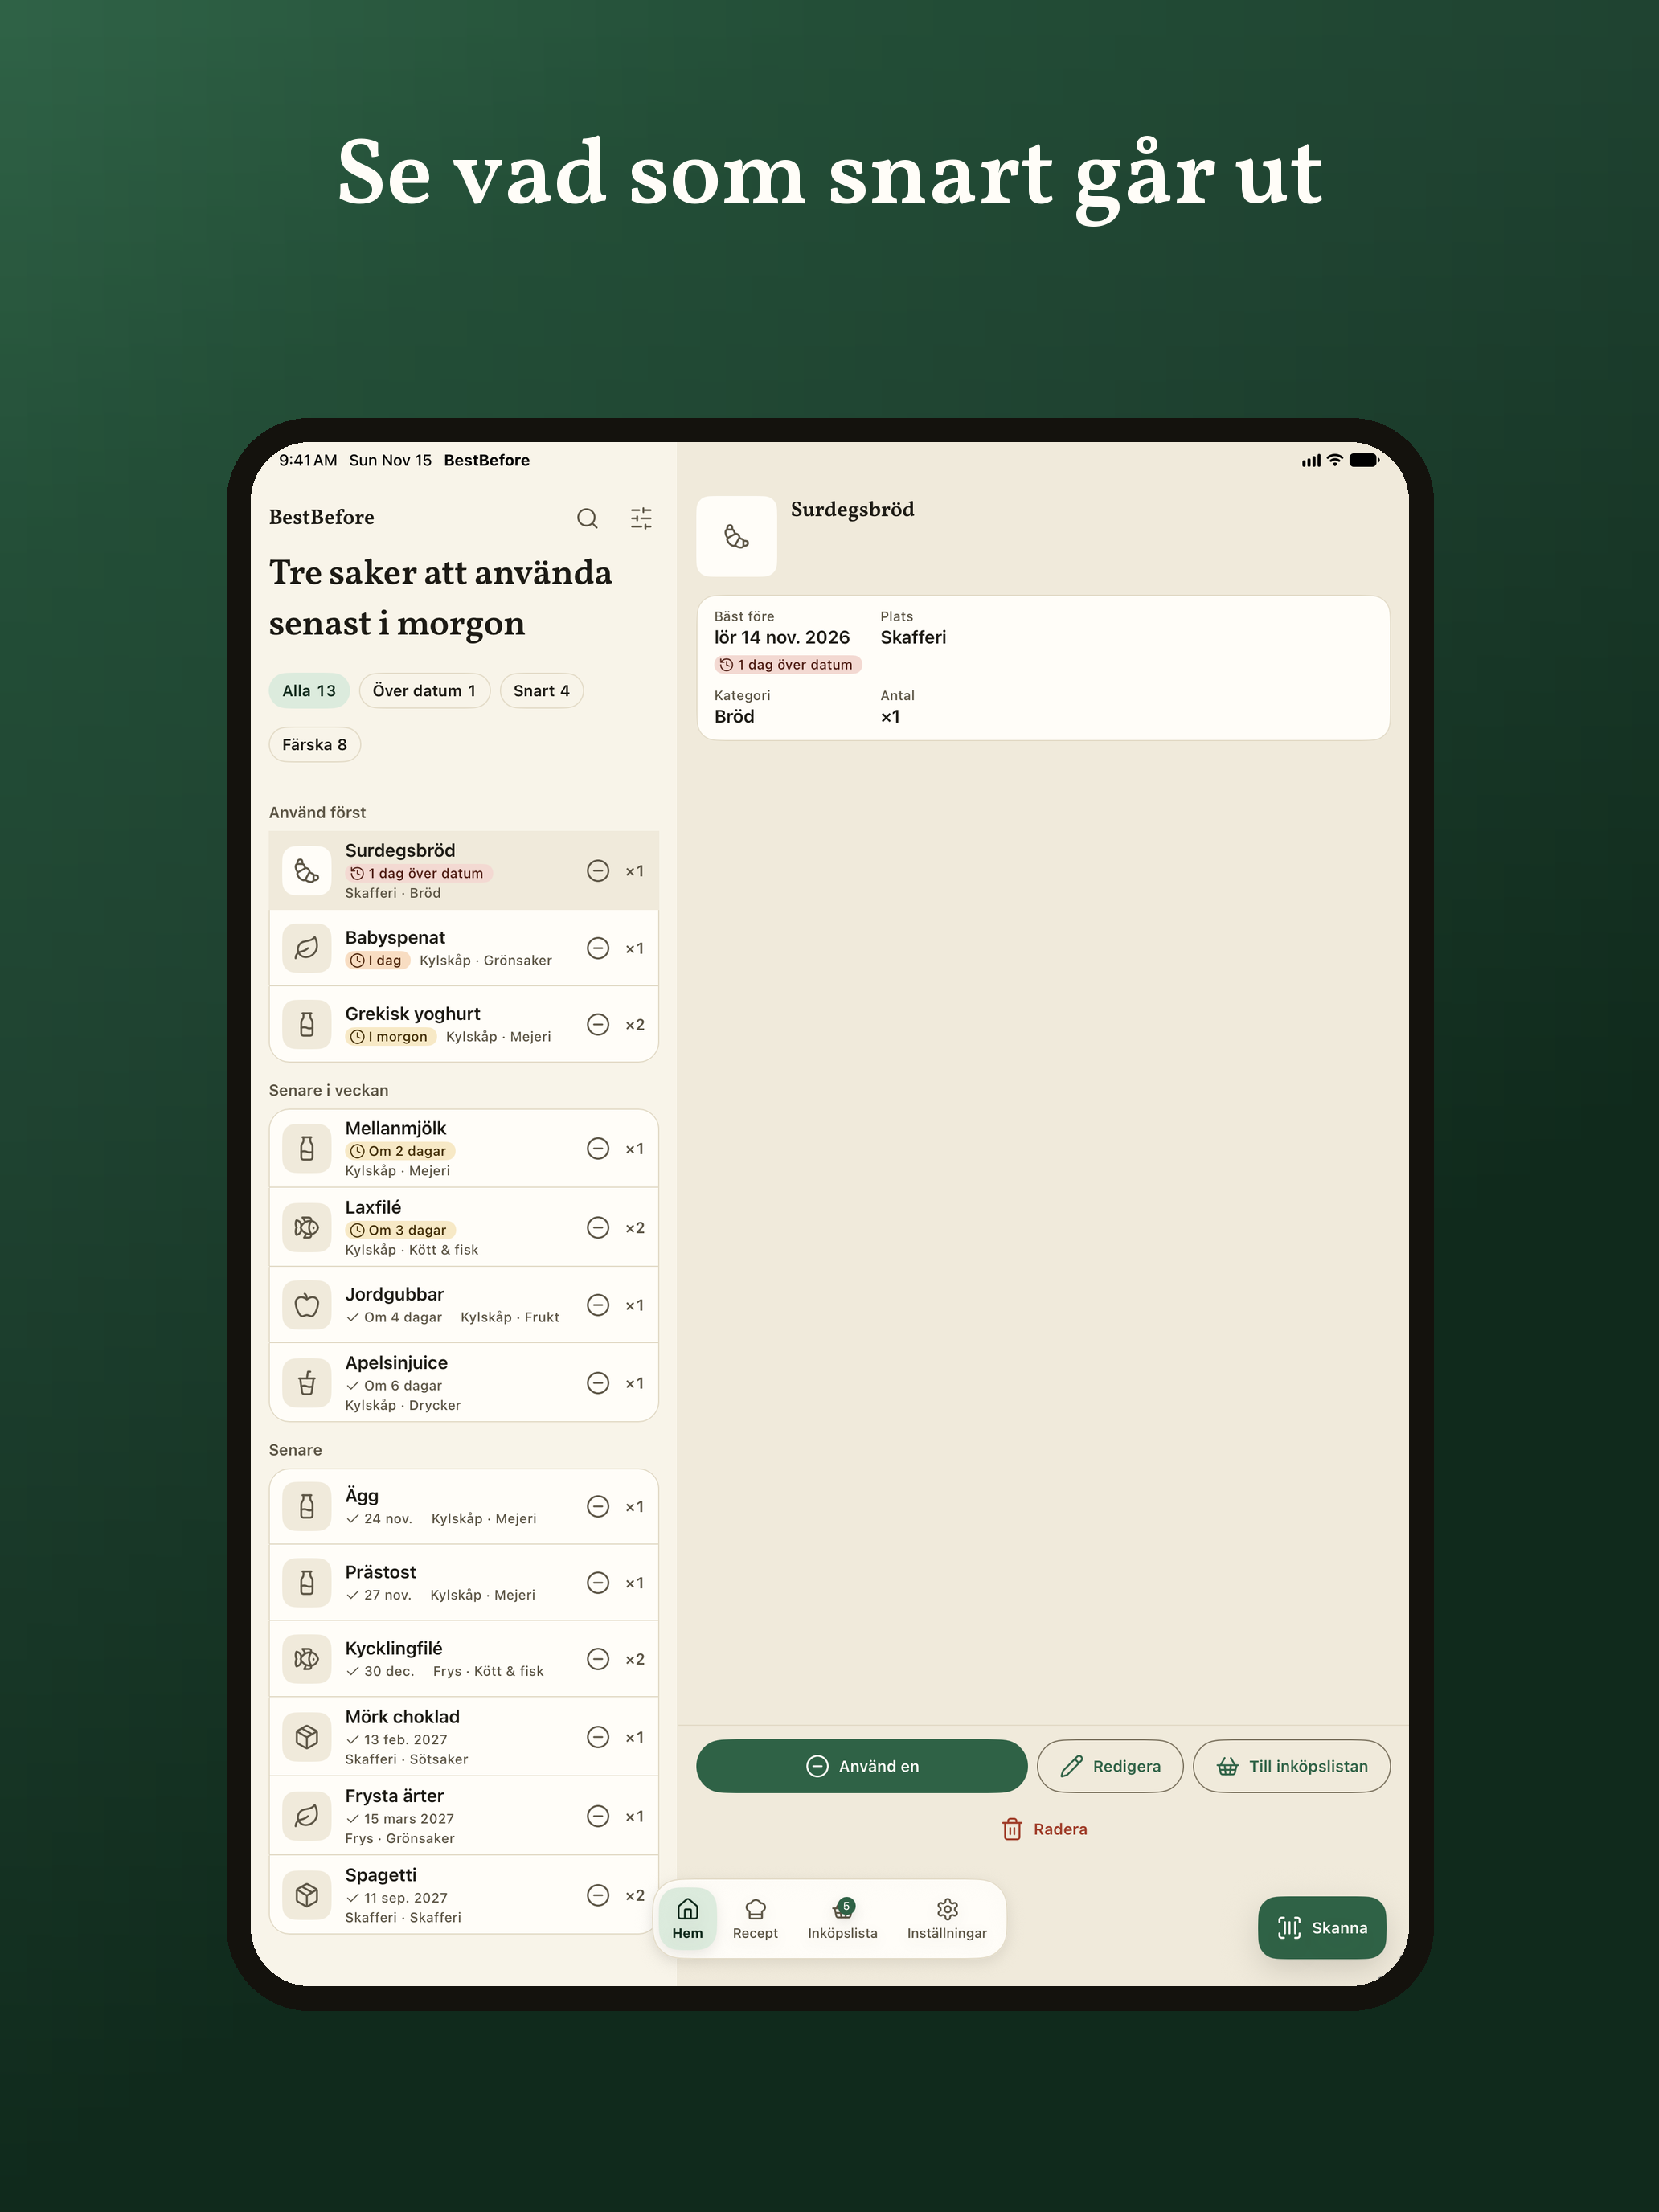 Se vad som snart går ut
9:41 AM Sun Nov 15 BestBefore
BestBefore
Tre saker att använda
senast i morgon
Alla 13
Över datum 1
Snart 4
Färska 8
Använd först
Surdegsbröd
1 dag över datum
Skafferi · Bröd
×1
Babyspenat
I dag Kylskåp · Grönsaker
×1
Grekisk yoghurt
I morgon Kylskåp · Mejeri
×2
Senare i veckan
Mellanmjölk
Om 2 dagar
Kylskåp · Mejeri
×1
Laxfilé
Om 3 dagar
Kylskåp · Kött & fisk
×2
Jordgubbar
Om 4 dagar Kylskåp · Frukt
×1
Apelsinjuice
Om 6 dagar
Kylskåp · Drycker
×1
Senare
Ägg
24 nov. Kylskåp · Mejeri
×1
Prästost
27 nov. Kylskåp · Mejeri
×1
Kycklingfilé
30 dec. Frys · Kött & fisk
×2
Mörk choklad
13 feb. 2027
Skafferi · Sötsaker
×1
Frysta ärter
15 mars 2027
Frys · Grönsaker
×1
Spagetti
11 sep. 2027
Skafferi · Skafferi
×2
Surdegsbröd
Bäst före
lör 14 nov. 2026
1 dag över datum
Plats
Skafferi
Kategori
Bröd
Antal
×1
Använd en
Redigera
Till inköpslistan
Radera
Hem
Recept
5
Inköpslista
Inställningar
Skanna